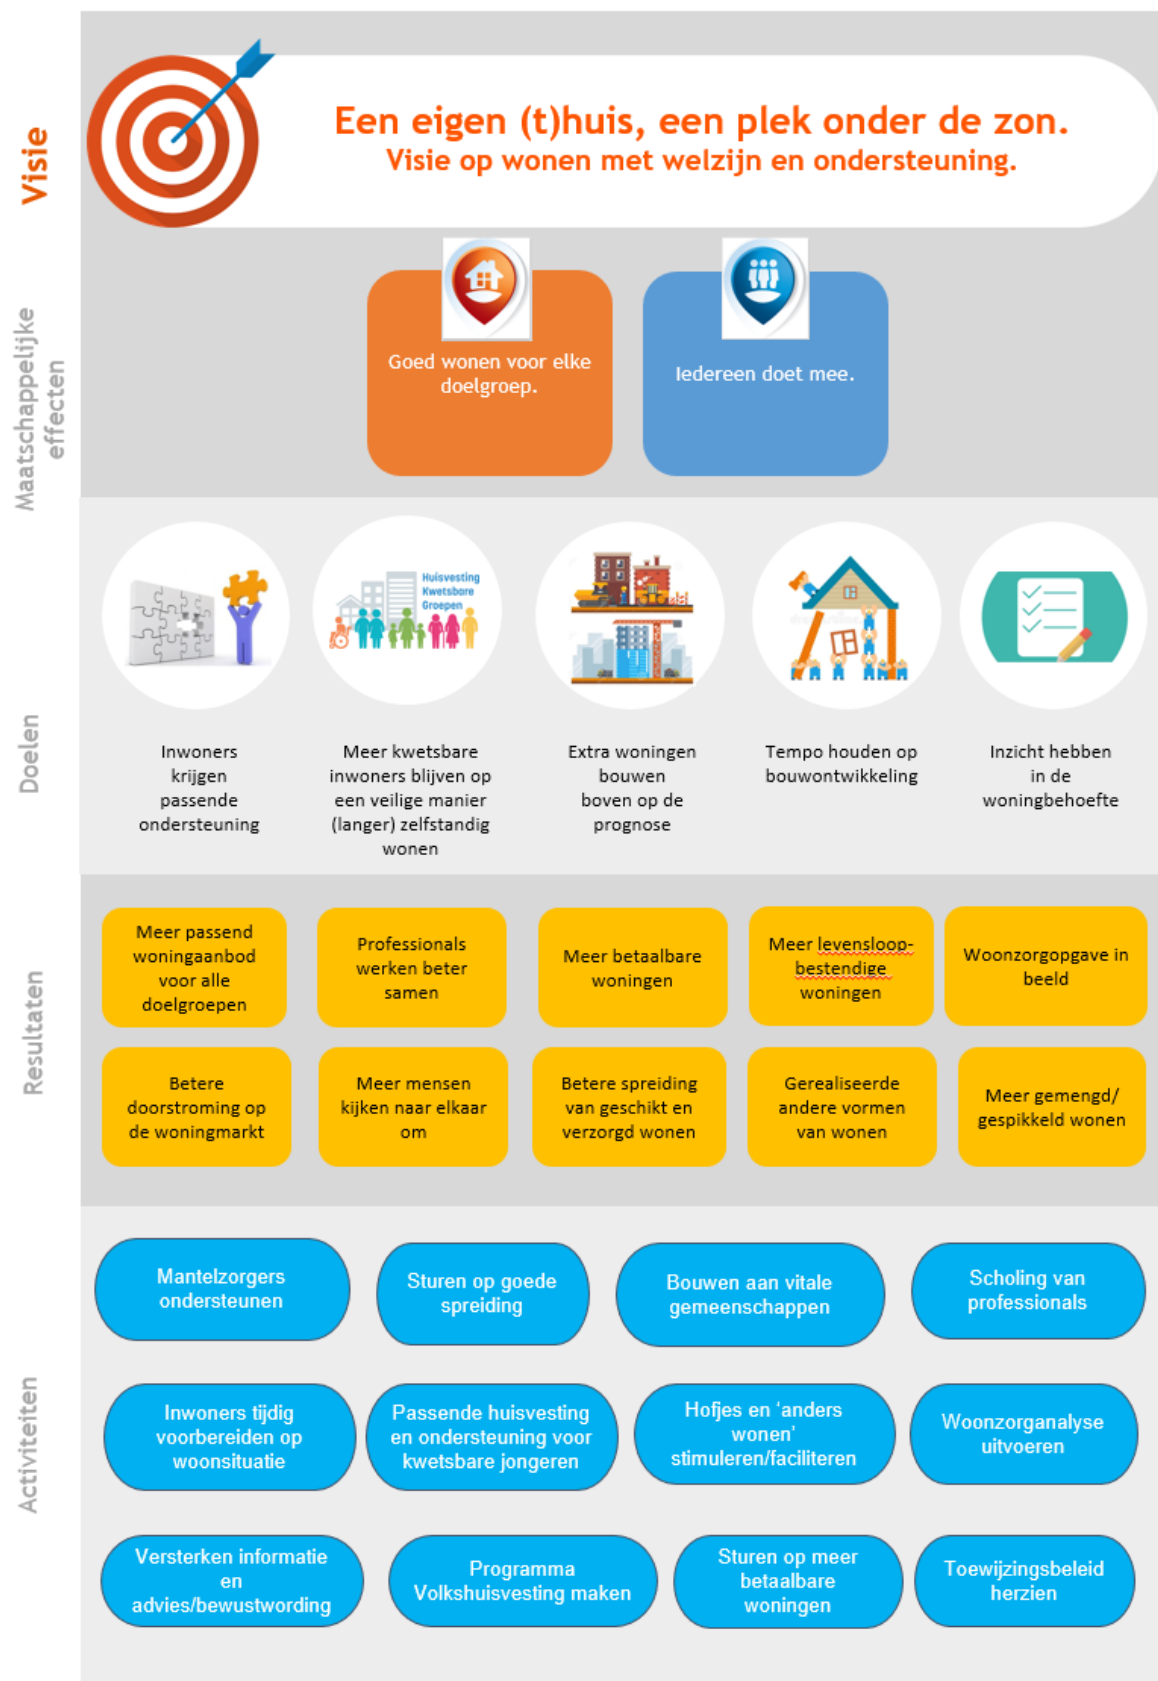 Visie
Een eigen (t)huis, een plek onder de zon.
Visie op wonen met welzijn en ondersteuning.
Maatschappelijke
effecten
Goed wonen voor elke
doelgroep.
Iedereen doet mee.
Doelen
Huisvesting
Kwetsbare
Groepen
Inwoners
krijgen
passende
ondersteuning
Meer kwetsbare
inwoners blijven op
een veilige manier
(langer) zelfstandig
wonen
Extra woningen
bouwen
boven op de
prognose
Tempo houden op
bouwontwikkeling
Inzicht hebben
in de
woningbehoefte
Resultaten
Meer passend
woningaanbod
voor alle
doelgroepen
Professionals
werken beter
samen
Meer betaalbare
woningen
Meer levensloop-
bestendige
woningen
Woonzorgopgave in
beeld
Betere
doorstroming op
de woningmarkt
Meer mensen
kijken naar elkaar
om
Betere spreiding
van geschikt en
verzorgd wonen
Gerealiseerde
andere vormen
van wonen
Meer gemengd/
gespikkeld wonen
Activiteiten
Mantelzorgers
ondersteunen
Sturen op goede
spreiding
Bouwen aan vitale
gemeenschappen
Scholing van
professionals
Inwoners tijdig
voorbereiden op
woonsituatie
Passende huisvesting
en ondersteuning voor
kwetsbare jongeren
Hofjes en ‘anders
wonen’
stimuleren/faciliteren
Woonzorganalyse
uitvoeren
Versterken informatie
en
advies/bewustwording
Programma
Volkshuisvesting maken
Sturen op meer
betaalbare
woningen
Toewijzingsbeleid
herzien